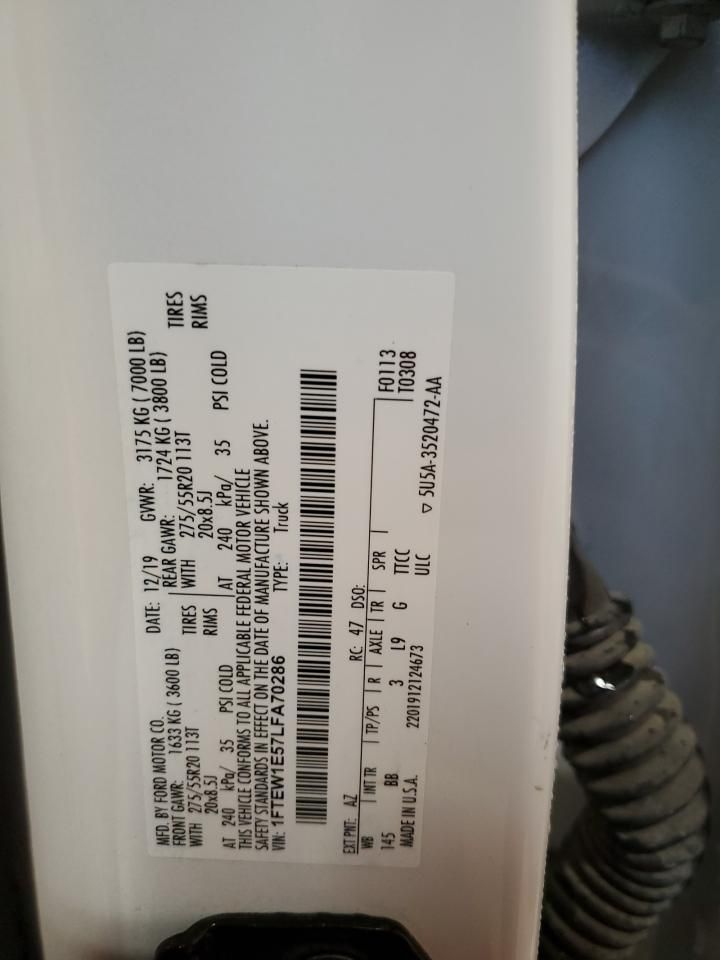 MFD. BY FORD MOTOR CO.
DATE: 12/19 GVWR: 3175 KG ( 7000 LB)
FRONT GAWR: 1633 KG ( 3600 LB) REAR GAWR: 1724 KG ( 3800 LB)
WITH 275/55R20 113T TIRES WITH 275/55R20 113T TIRES
20x8.5J RIMS 20x8.5J RIMS
AT 240 kPa/ 35 PSI COLD AT 240 kPa/ 35 PSI COLD
THIS VEHICLE CONFORMS TO ALL APPLICABLE FEDERAL MOTOR VEHICLE
SAFETY STANDARDS IN EFFECT ON THE DATE OF MANUFACTURE SHOWN ABOVE.
VIN: 1FTEW1E57LFA70286 TYPE: Truck
EXT PNT: AZ RC: 47 DSO: F0113
WB INT TR TP/PS R AXLE TR SPR T0308
145 BB 3 L9 G TTCC
MADE IN U.S.A. 2201912124673 ULC ▽ 5U5A-3520472-AA